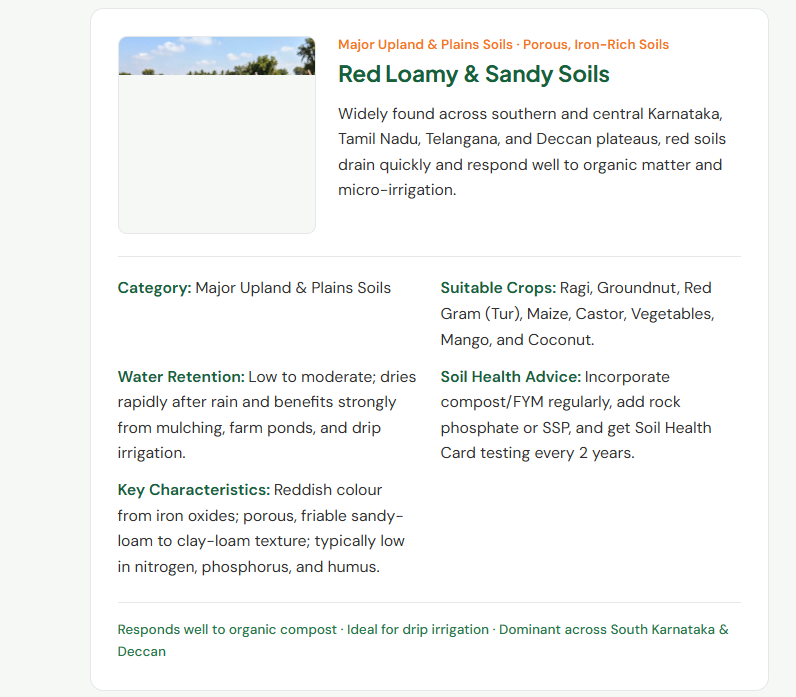 Major Upland & Plains Soils · Porous, Iron-Rich Soils
Red Loamy & Sandy Soils
Widely found across southern and central Karnataka,
Tamil Nadu, Telangana, and Deccan plateaus, red soils
drain quickly and respond well to organic matter and
micro-irrigation.
Category: Major Upland & Plains Soils
Suitable Crops: Ragi, Groundnut, Red
Gram (Tur), Maize, Castor, Vegetables,
Mango, and Coconut.
Water Retention: Low to moderate; dries
rapidly after rain and benefits strongly
from mulching, farm ponds, and drip
irrigation.
Soil Health Advice: Incorporate
compost/FYM regularly, add rock
phosphate or SSP, and get Soil Health
Card testing every 2 years.
Key Characteristics: Reddish colour
from iron oxides; porous, friable sandy-
loam to clay-loam texture; typically low
in nitrogen, phosphorus, and humus.
Responds well to organic compost · Ideal for drip irrigation · Dominant across South Karnataka &
Deccan